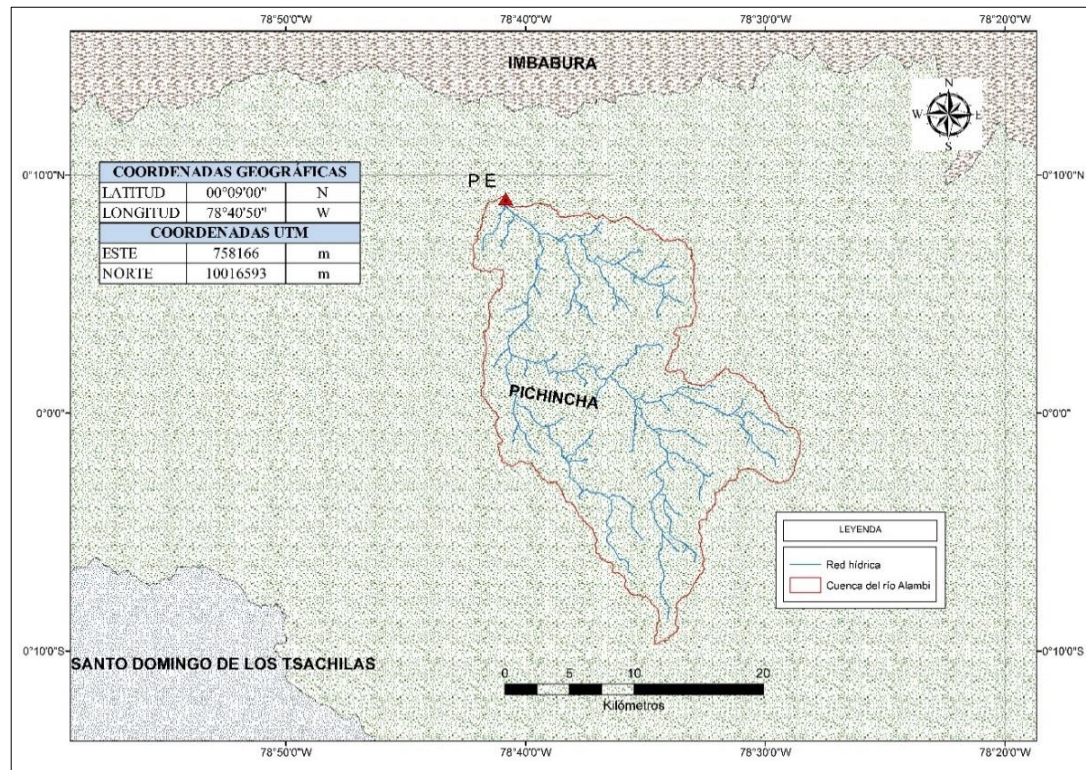 78°50'0"W 78°40'0"W 78°30'0"W 78°20'0"W
IMBABURA
N
W E
S
0°10'0"N 0°10'0"N
COORDENADAS GEOGRÁFICAS
LATITUD 00°09'00" N
LONGITUD 78°40'50" W
COORDENADAS UTM
ESTE 758166 m
NORTE 10016593 m
P E
PICHINCHA
0°0'0" 0°0'0"
LEYENDA
Red hídrica
Cuenca del río Alambi
0°10'0"S 0°10'0"S
SANTO DOMINGO DE LOS TSACHILAS
0 5 10 20
Kilómetros
78°50'0"W 78°40'0"W 78°30'0"W 78°20'0"W